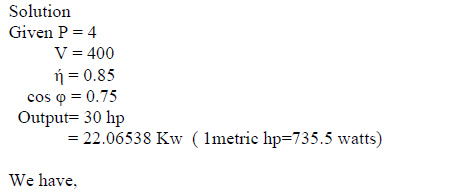 Solution
Given P = 4
V = 400
ή = 0.85
cos φ = 0.75
Output= 30 hp
= 22.06538 Kw ( 1metric hp=735.5 watts)
We have,